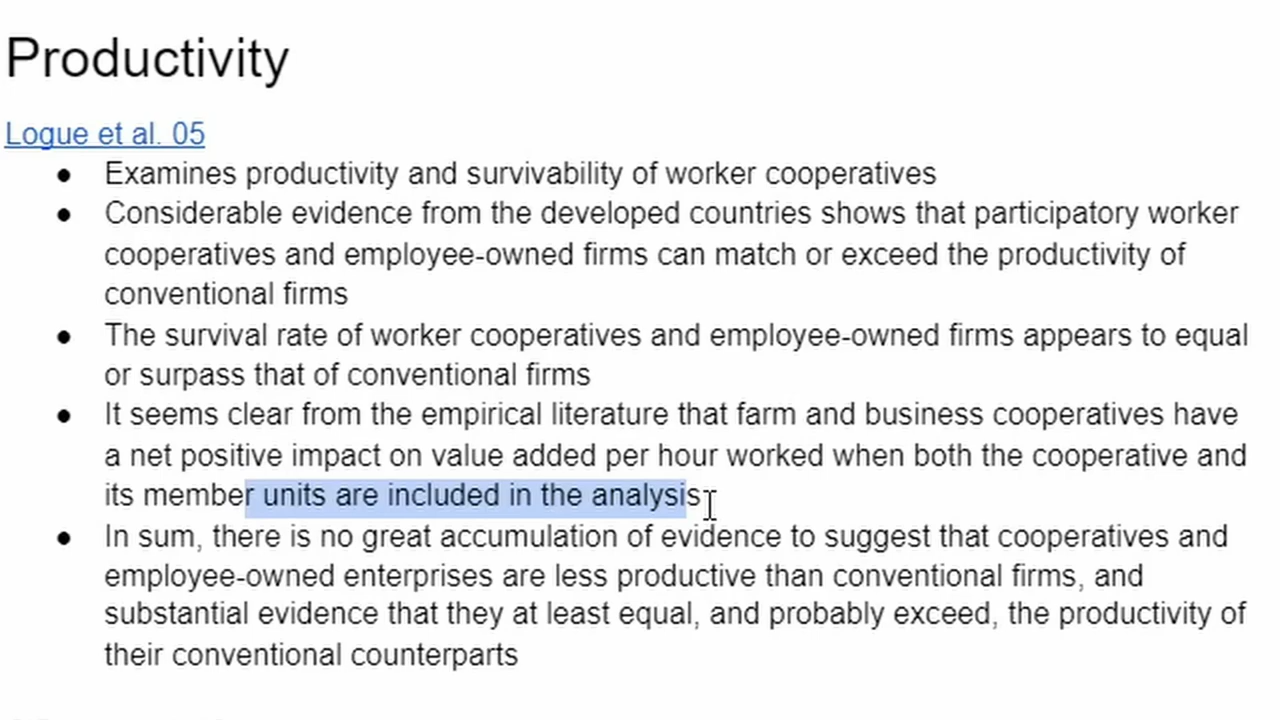 Productivity
Logue et al. 05
● Examines productivity and survivability of worker cooperatives
● Considerable evidence from the developed countries shows that participatory worker
cooperatives and employee-owned firms can match or exceed the productivity of
conventional firms
● The survival rate of worker cooperatives and employee-owned firms appears to equal
or surpass that of conventional firms
● It seems clear from the empirical literature that farm and business cooperatives have
a net positive impact on value added per hour worked when both the cooperative and
its member units are included in the analysis
● In sum, there is no great accumulation of evidence to suggest that cooperatives and
employee-owned enterprises are less productive than conventional firms, and
substantial evidence that they at least equal, and probably exceed, the productivity of
their conventional counterparts